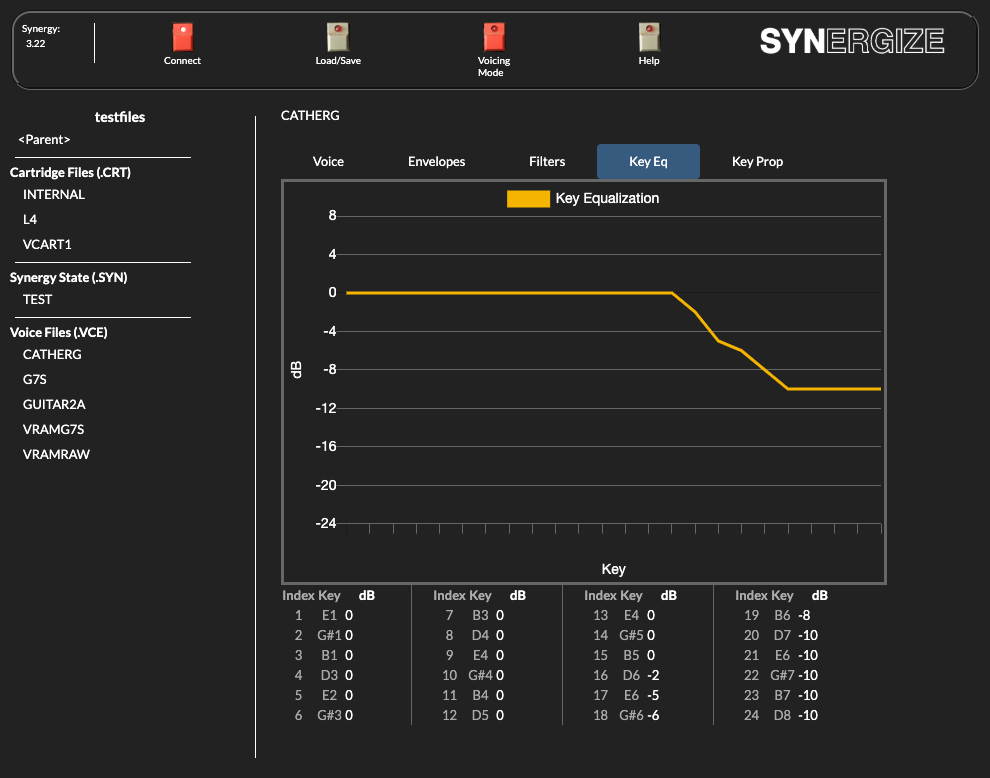 Synergy:
3.22
Connect
Load/Save
Voicing
Mode
Help
SYNERGIZE
testfiles
<Parent>
Cartridge Files (.CRT)
INTERNAL
L4
VCART1
Synergy State (.SYN)
TEST
Voice Files (.VCE)
CATHERG
G7S
GUITAR2A
VRAMG7S
VRAMRAW
CATHERG
Voice Envelopes Filters Key Eq Key Prop
Key Equalization
8
4
0
-4
-8
-12
-16
-20
-24
dB
Key
Index Key dB Index Key dB Index Key dB Index Key dB
1 E1 0 7 B3 0 13 E4 0 19 B6 -8
2 G#1 0 8 D4 0 14 G#5 0 20 D7 -10
3 B1 0 9 E4 0 15 B5 0 21 E6 -10
4 D3 0 10 G#4 0 16 D6 -2 22 G#7 -10
5 E2 0 11 B4 0 17 E6 -5 23 B7 -10
6 G#3 0 12 D5 0 18 G#6 -6 24 D8 -10